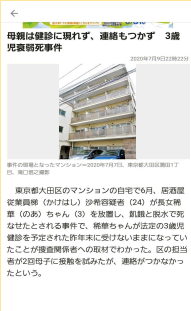 母親は健診に現れず、連絡もつかず　3歳
児衰弱死事件
2020年7月9日22時22分
事件の現場となったマンション＝2020年7月7日、東京都大田区蒲田1丁
目、滝口信之撮影
東京都大田区のマンションの自宅で6月、居酒屋
従業員梯（かけはし）沙希容疑者（24）が長女稀
華（のあ）ちゃん（3）を放置し、飢餓と脱水で死
なせたとされる事件で、稀華ちゃんが法定の3歳
児健診を予定された昨年末に受けないままになってい
たことが捜査関係者への取材でわかった。区の担
当者が2回母子に接触を試みたが、連絡がつかなかっ
たという。